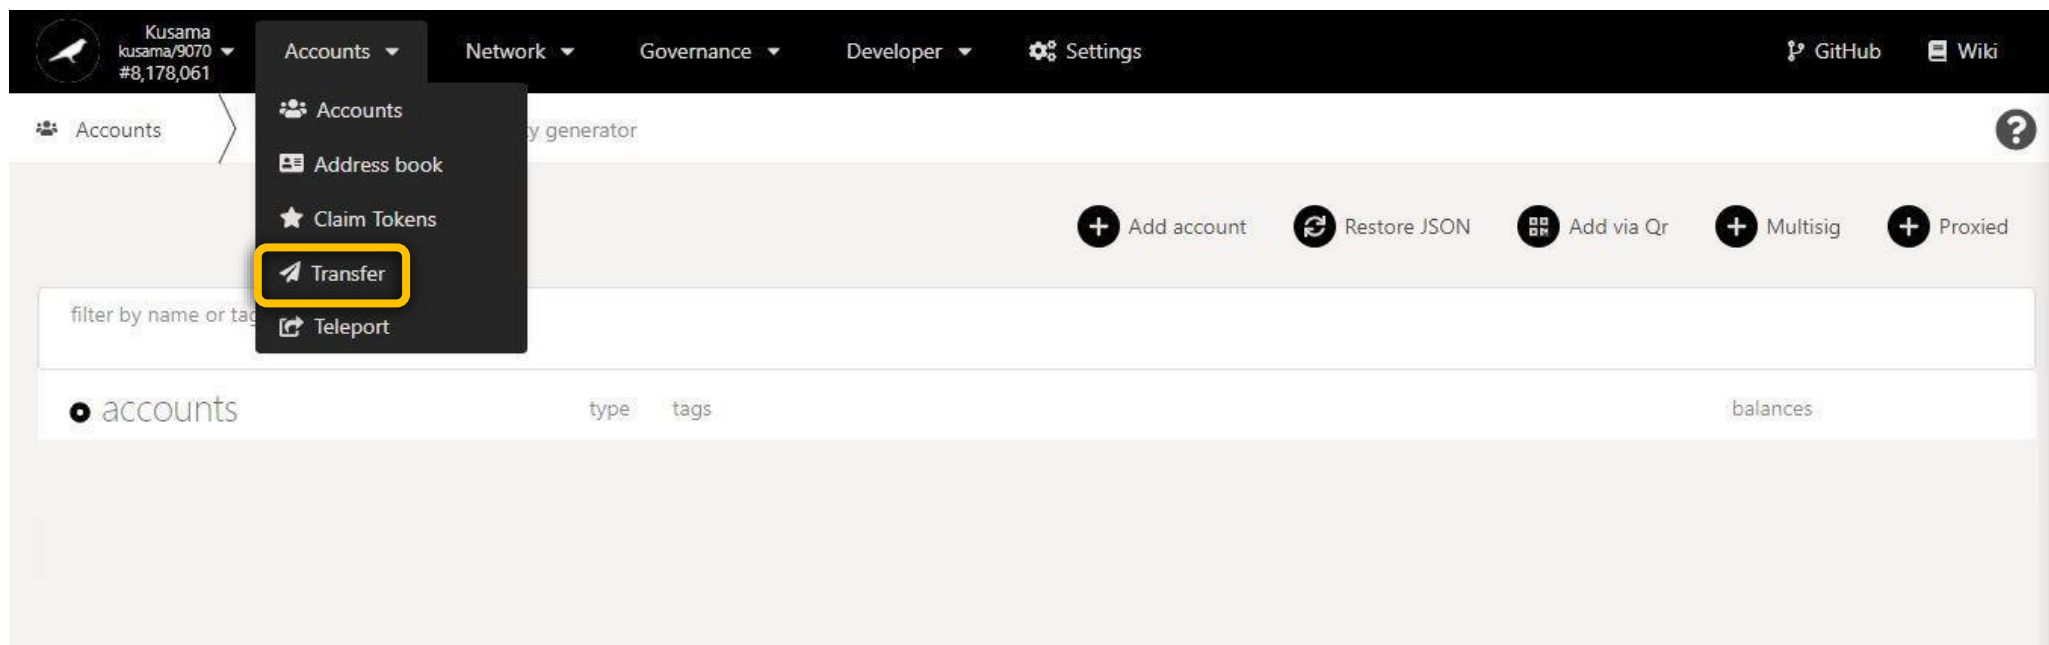 Kusama
kusama/9070
#8,178,061
Accounts
Network
Governance
Developer
Settings
GitHub
Wiki
Accounts
Address book
Claim Tokens
Transfer
Teleport
Accounts
y generator
Add account
Restore JSON
Add via Qr
Multisig
Proxied
filter by name or tag
accounts
type
tags
balances